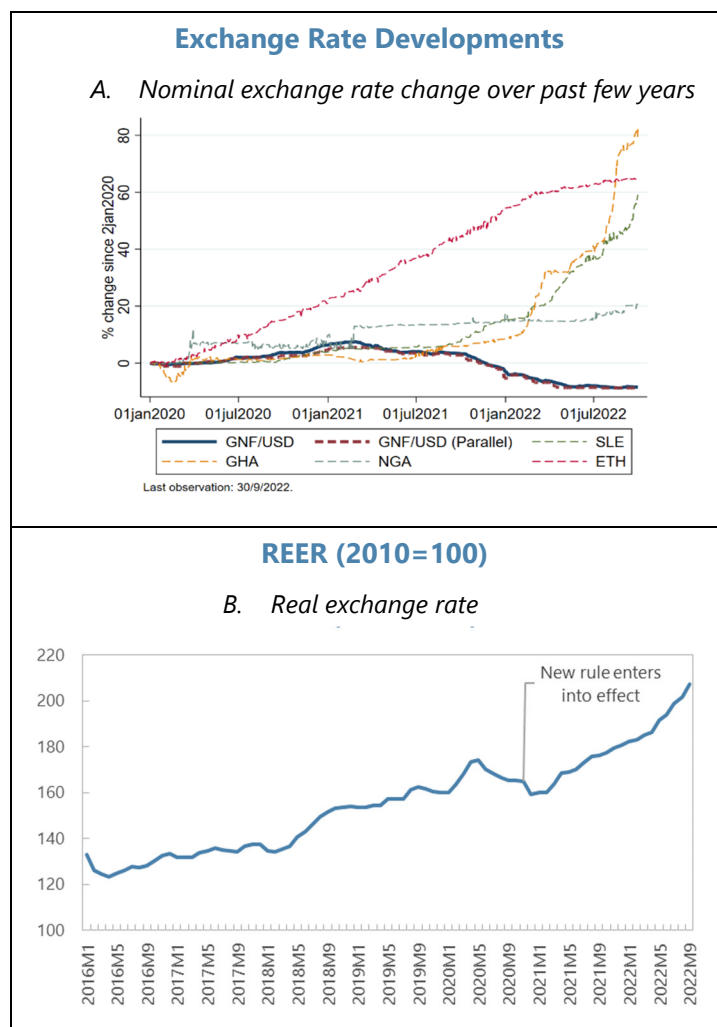 Exchange Rate Developments
A. Nominal exchange rate change over past few years
% change since 2jan2020
80
60
40
20
0
01jan2020 01jul2020 01jan2021 01jul2021 01jan2022 01jul2022
GNF/USD GNF/USD (Parallel) SLE
GHA NGA ETH
Last observation: 30/9/2022.
REER (2010=100)
B. Real exchange rate
220
200
180
160
140
120
100
New rule enters
into effect
2016M1
2016M5
2016M9
2017M1
2017M5
2017M9
2018M1
2018M5
2018M9
2019M1
2019M5
2019M9
2020M1
2020M5
2020M9
2021M1
2021M5
2021M9
2022M1
2022M5
2022M9